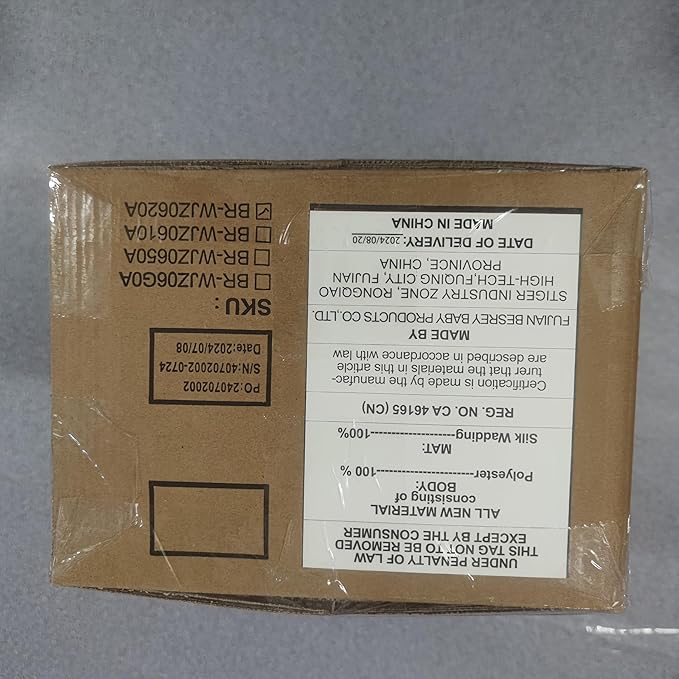 UNDER PENALTY OF LAW
THIS TAG NOT TO BE REMOVED
EXCEPT BY THE CONSUMER
ALL NEW MATERIAL
consisting of
BODY:
Polyester-----------------------100 %
MAT:
Silk Wadding--------------------100%
REG. NO. CA 46165 (CN)
Certification is made by the manufac-
turer that the materials in this article
are described in accordance with law
MADE BY
FUJIAN BESREY BABY PRODUCTS CO.,LTD.
STIGER INDUSTRY ZONE, RONGQIAO
HIGH-TECH,FUQING CITY, FUJIAN
PROVINCE, CHINA
DATE OF DELIVERY: 2024/08/20
MADE IN CHINA
PO:240702002
S/N:40702002-0724
Date:2024/07/08
SKU:
BR-WJZ06G0A
BR-WJZ0650A
BR-WJZ0610A
BR-WJZ0620A